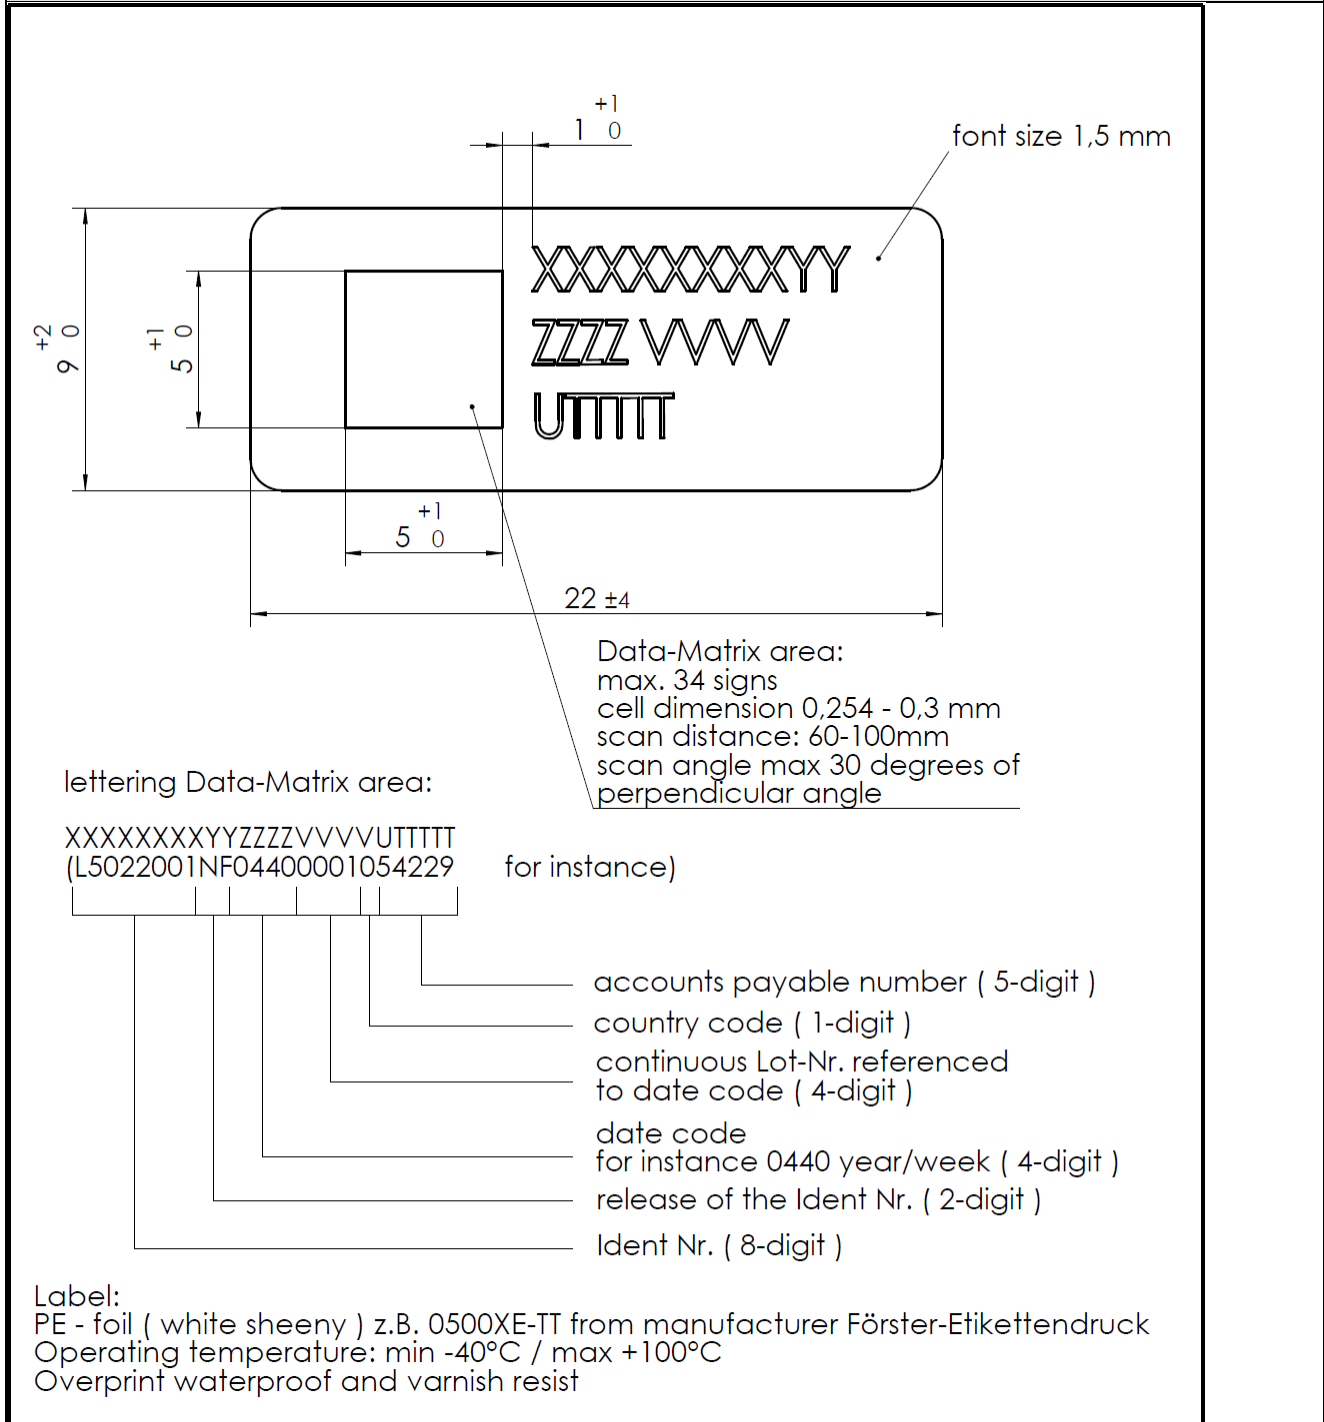 +1
1 0
font size 1,5 mm
XXXXXXXXYY
ZZZZ VVVV
UTTTTT
+2
9 0
+1
5 0
+1
5 0
22 ±4
Data-Matrix area:
max. 34 signs
cell dimension 0,254 - 0,3 mm
scan distance: 60-100mm
scan angle max 30 degrees of
perpendicular angle
lettering Data-Matrix area:
XXXXXXXXYYZZZZVVVVUTTTTT
(L5022001NF04400001054229 for instance)
accounts payable number ( 5-digit )
country code ( 1-digit )
continuous Lot-Nr. referenced
to date code ( 4-digit )
date code
for instance 0440 year/week ( 4-digit )
release of the Ident Nr. ( 2-digit )
Ident Nr. ( 8-digit )
Label:
PE - foil ( white sheeny ) z.B. 0500XE-TT from manufacturer Förster-Etikettendruck
Operating temperature: min -40°C / max +100°C
Overprint waterproof and varnish resist